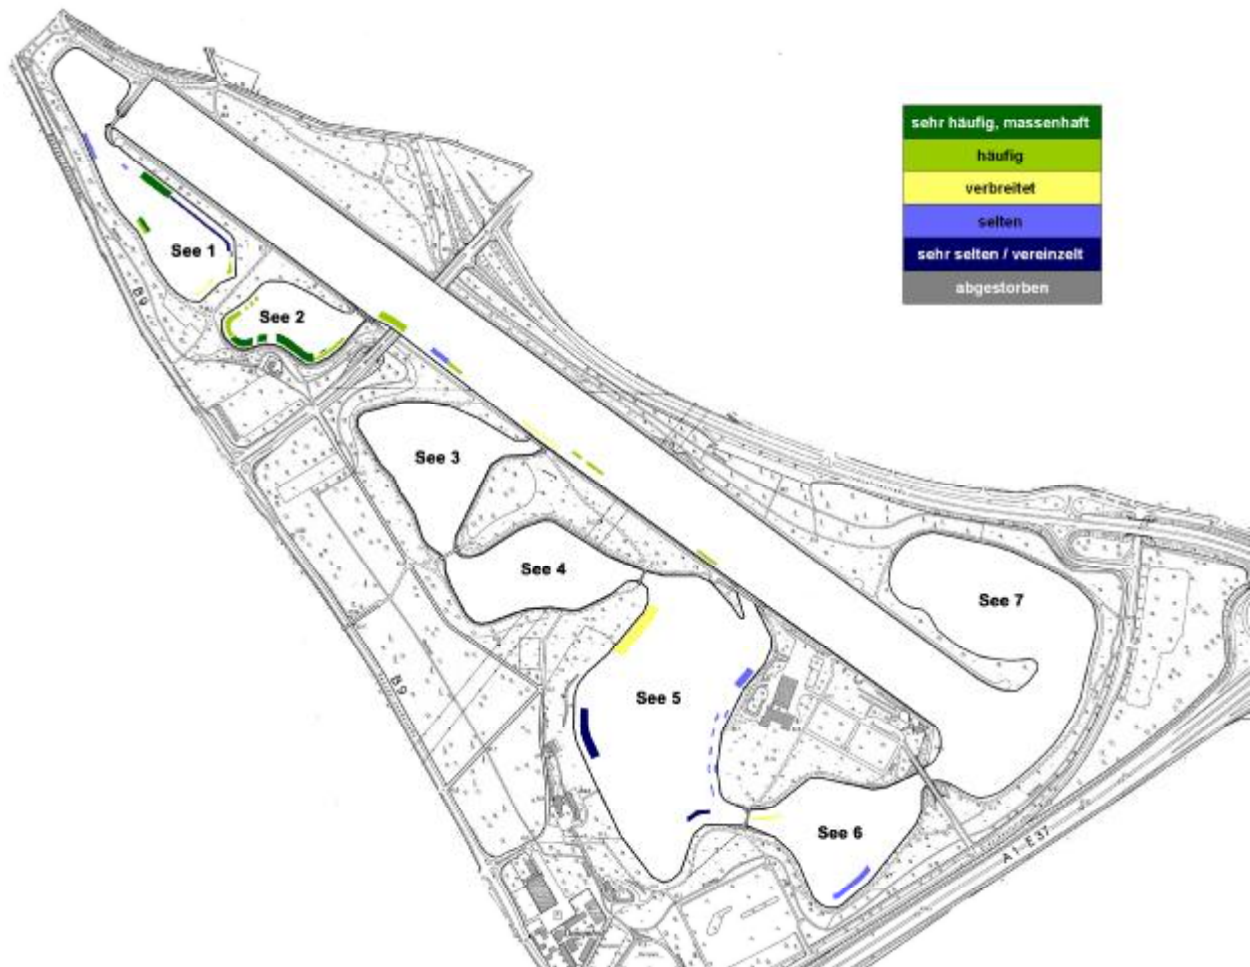 sehr häufig, massenhaft
häufig
verbreitet
selten
sehr selten / vereinzelt
abgestorben
See 1
B 9
See 2
See 3
See 4
See 7
B 9
See 5
See 6
A 1 - E 37